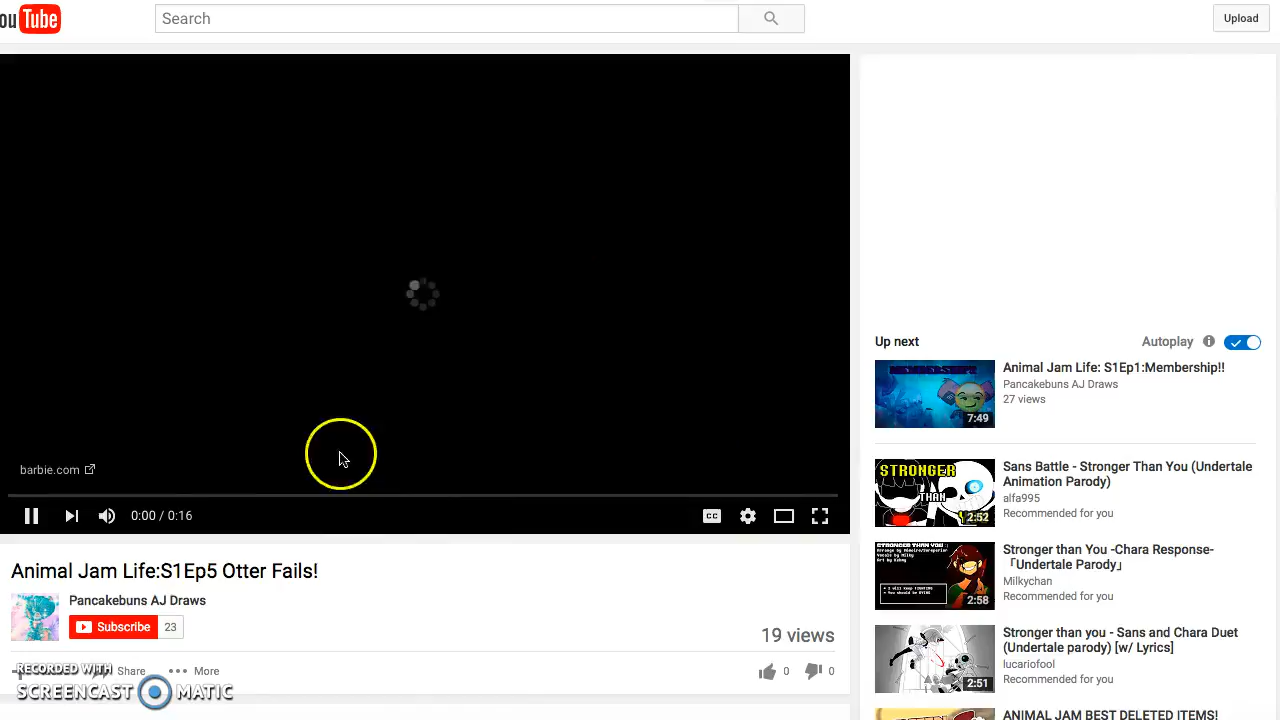 ou Tube
Search
Upload
barbie.com
0:00 / 0:16
CC
Animal Jam Life:S1Ep5 Otter Fails!
Pancakebuns AJ Draws
Subscribe 23
19 views
Share ••• More
0 0
RECORDED WITH
SCREENCAST MATIC
Up next
Autoplay
Animal Jam Life: S1Ep1:Membership!!
Pancakebuns AJ Draws
27 views
7:49
STRONGER
THAN
2:52
Sans Battle - Stronger Than You (Undertale
Animation Parody)
alfa995
Recommended for you
2:58
Stronger than You -Chara Response-
「Undertale Parody」
Milkychan
Recommended for you
2:51
Stronger than you - Sans and Chara Duet
(Undertale parody) [w/ Lyrics]
lucariofool
Recommended for you
ANIMAL JAM BEST DELETED ITEMS!